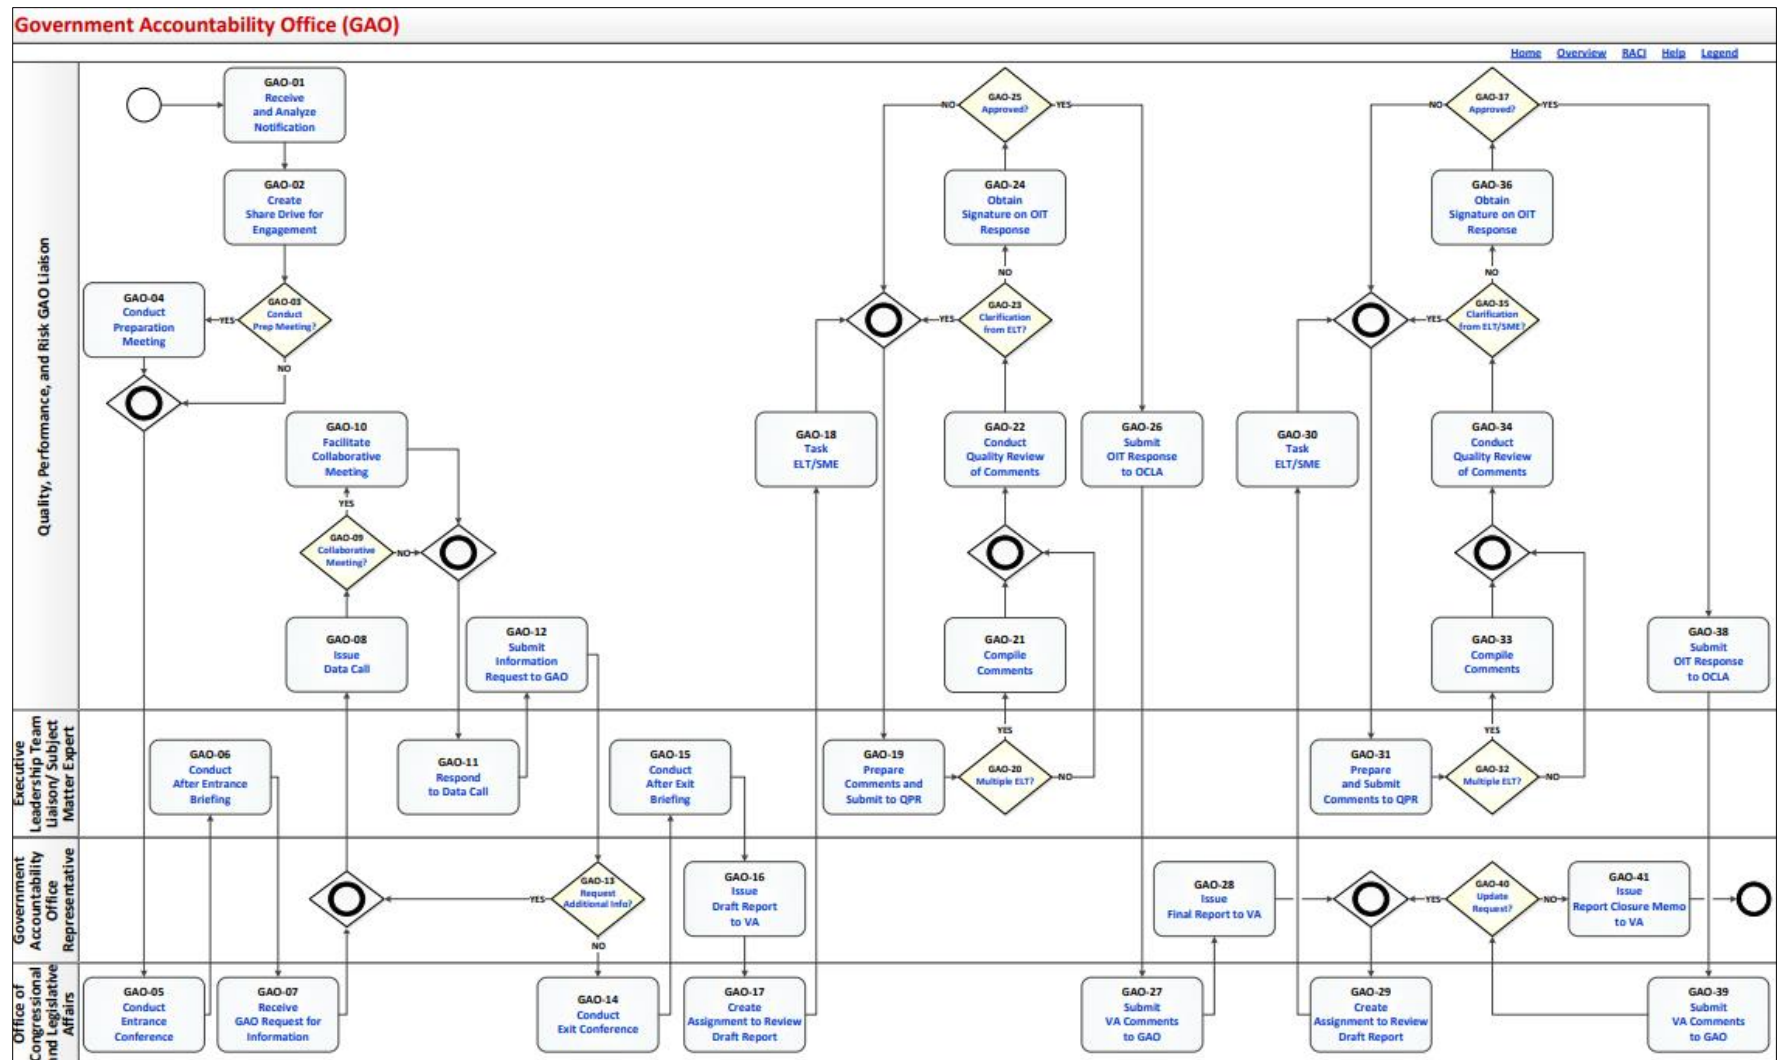 Government Accountability Office (GAO)
Home Overview RACI Help Legend
Quality, Performance, and Risk GAO Liaison
GAO-01
Receive
and Analyze
Notification
GAO-02
Create
Share Drive for
Engagement
GAO-03
Conduct
Prep Meeting?
YES
NO
GAO-04
Conduct
Preparation
Meeting
GAO-10
Facilitate
Collaborative
Meeting
YES
GAO-09
Collaborative
Meeting?
NO
GAO-08
Issue
Data Call
GAO-12
Submit
Information
Request to GAO
GAO-18
Task
ELT/SME
GAO-25
Approved?
NO
YES
GAO-24
Obtain
Signature on OIT
Response
NO
GAO-23
Clarification
from ELT?
YES
GAO-22
Conduct
Quality Review
of Comments
GAO-26
Submit
OIT Response
to OCLA
GAO-21
Compile
Comments
GAO-30
Task
ELT/SME
GAO-37
Approved?
NO
YES
GAO-36
Obtain
Signature on OIT
Response
NO
GAO-35
Clarification
from ELT/SME?
YES
GAO-34
Conduct
Quality Review
of Comments
GAO-33
Compile
Comments
GAO-38
Submit
OIT Response
to OCLA
Executive
Leadership Team
Liaison/ Subject
Matter Expert
GAO-06
Conduct
After Entrance
Briefing
GAO-11
Respond
to Data Call
GAO-15
Conduct
After Exit
Briefing
GAO-19
Prepare
Comments and
Submit to QPR
YES
GAO-20
Multiple ELT?
NO
GAO-31
Prepare
and Submit
Comments to QPR
YES
GAO-32
Multiple ELT?
NO
Government
Accountability
Office
Representative
GAO-13
Request
Additional Info?
YES
NO
GAO-16
Issue
Draft Report
to VA
GAO-28
Issue
Final Report to VA
GAO-40
Update
Request?
YES
NO
GAO-41
Issue
Report Closure Memo
to VA
Office of
Congressional
and Legislative
Affairs
GAO-05
Conduct
Entrance
Conference
GAO-07
Receive
GAO Request for
Information
GAO-14
Conduct
Exit Conference
GAO-17
Create
Assignment to Review
Draft Report
GAO-27
Submit
VA Comments
to GAO
GAO-29
Create
Assignment to Review
Draft Report
GAO-39
Submit
VA Comments
to GAO